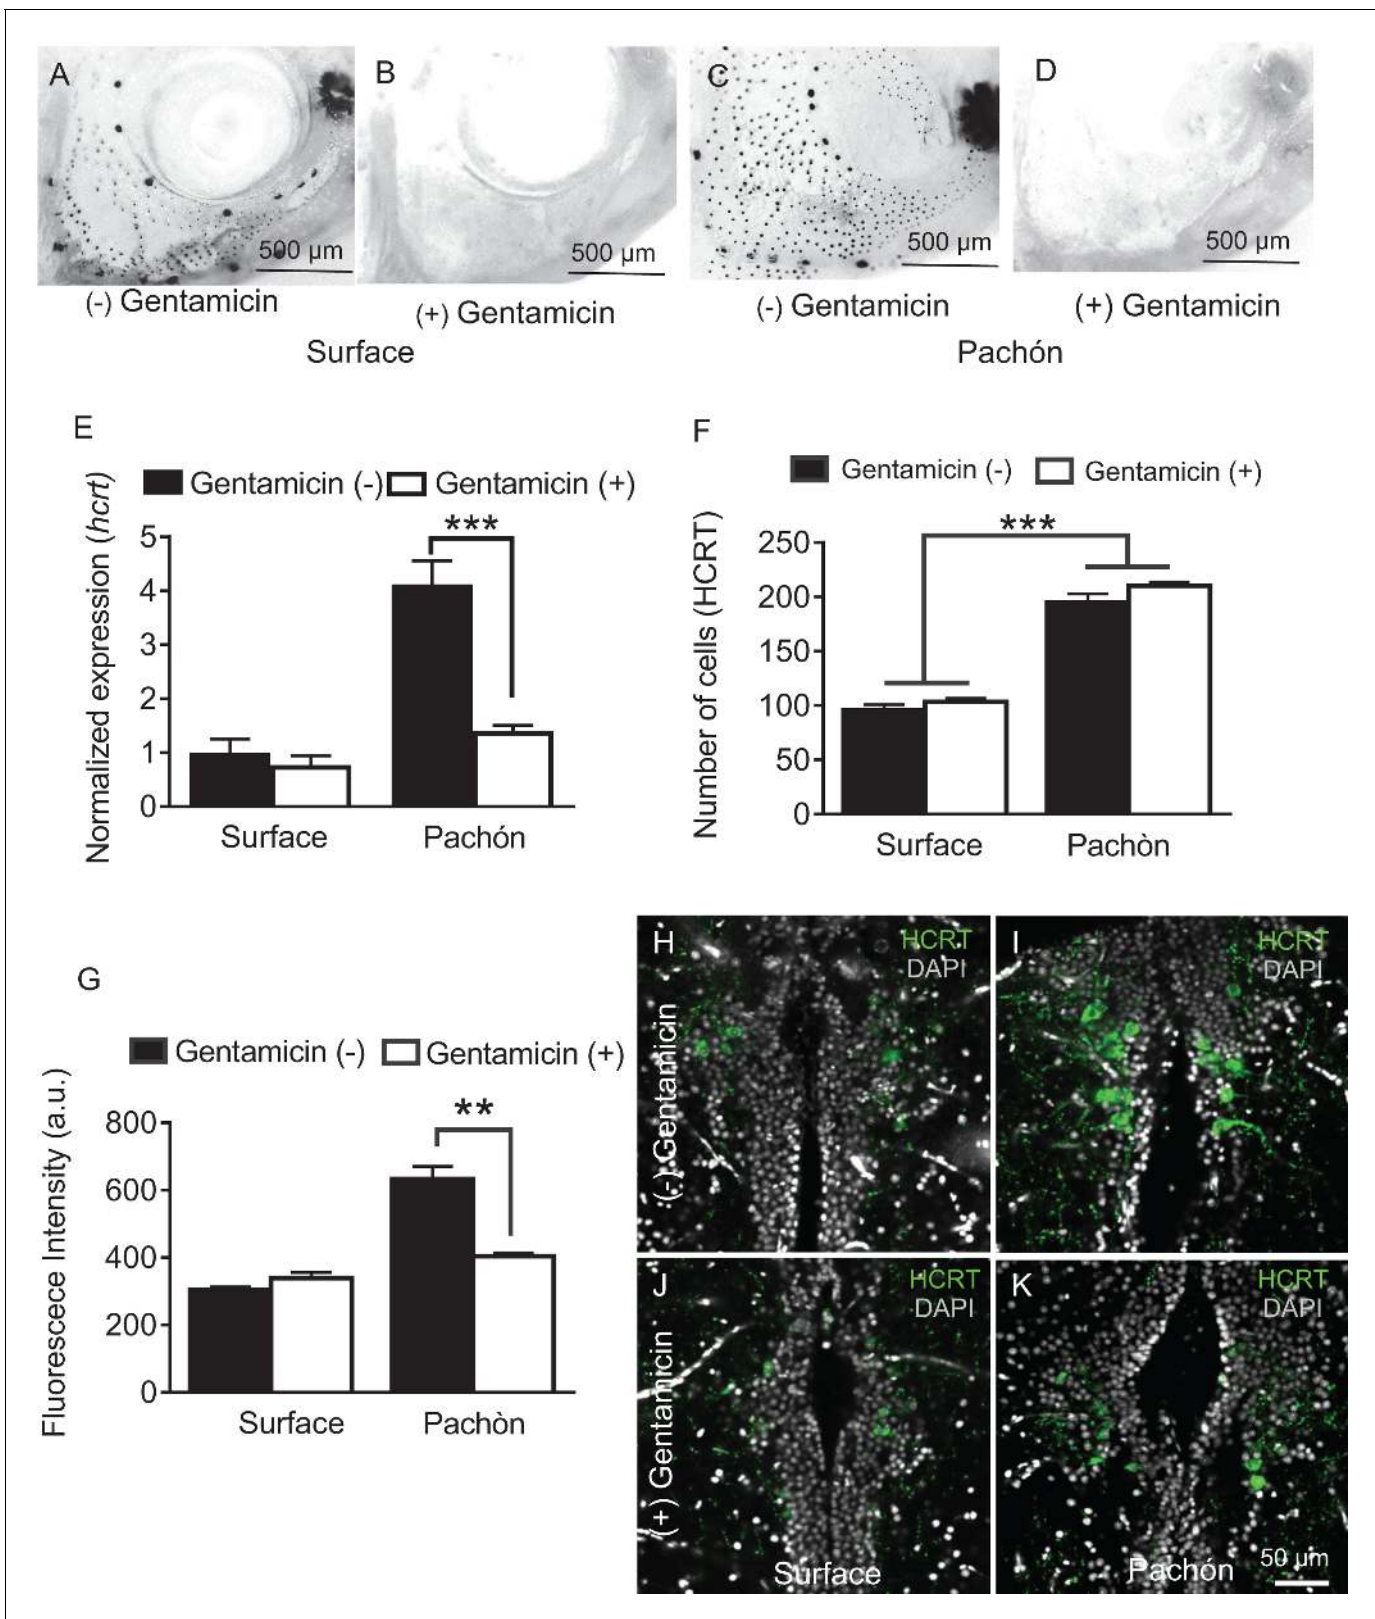 A
B
C
D
500 µm
500 µm
500 µm
500 µm
(-) Gentamicin
(+) Gentamicin
(-) Gentamicin
(+) Gentamicin
Surface
Pachón
E
Gentamicin (-)
Gentamicin (+)
***
Normalized expression (hcrt)
5
4
3
2
1
0
Surface
Pachón
F
Gentamicin (-)
Gentamicin (+)
***
Number of cells (HCRT)
250
200
150
100
50
0
Surface
Pachòn
G
Gentamicin (-)
Gentamicin (+)
**
Fluorescece Intensity (a.u.)
800
600
400
200
0
Surface
Pachòn
H
HCRT
DAPI
I
HCRT
DAPI
(-) Gentamicin
J
HCRT
DAPI
K
HCRT
DAPI
(+) Gentamicin
Surface
Pachón
50 µm